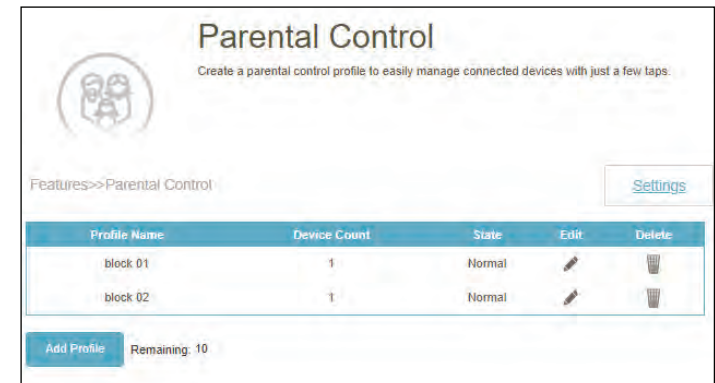 Parental Control
Create a parental control profile to easily manage connected devices with just a few taps.
Features>>Parental Control
Settings
Profile Name Device Count State Edit Delete
block 01 1 Normal
block 02 1 Normal
Add Profile Remaining: 10